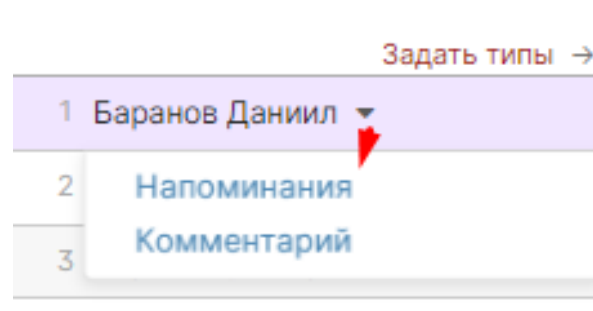 Задать типы →
1 Баранов Даниил
2 Напоминания
Комментарий
3